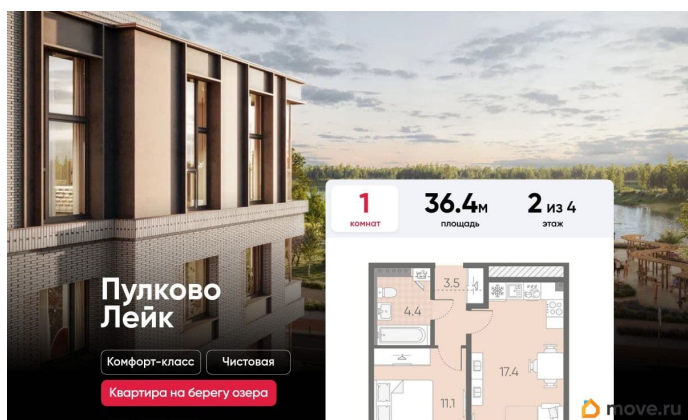 1
комнат
36.4м
площадь
2 из 4
этаж
Пулково
Лейк
Комфорт-класс
Чистовая
Квартира на берегу озера
3.5
4.4
17.4
11.1
move.ru